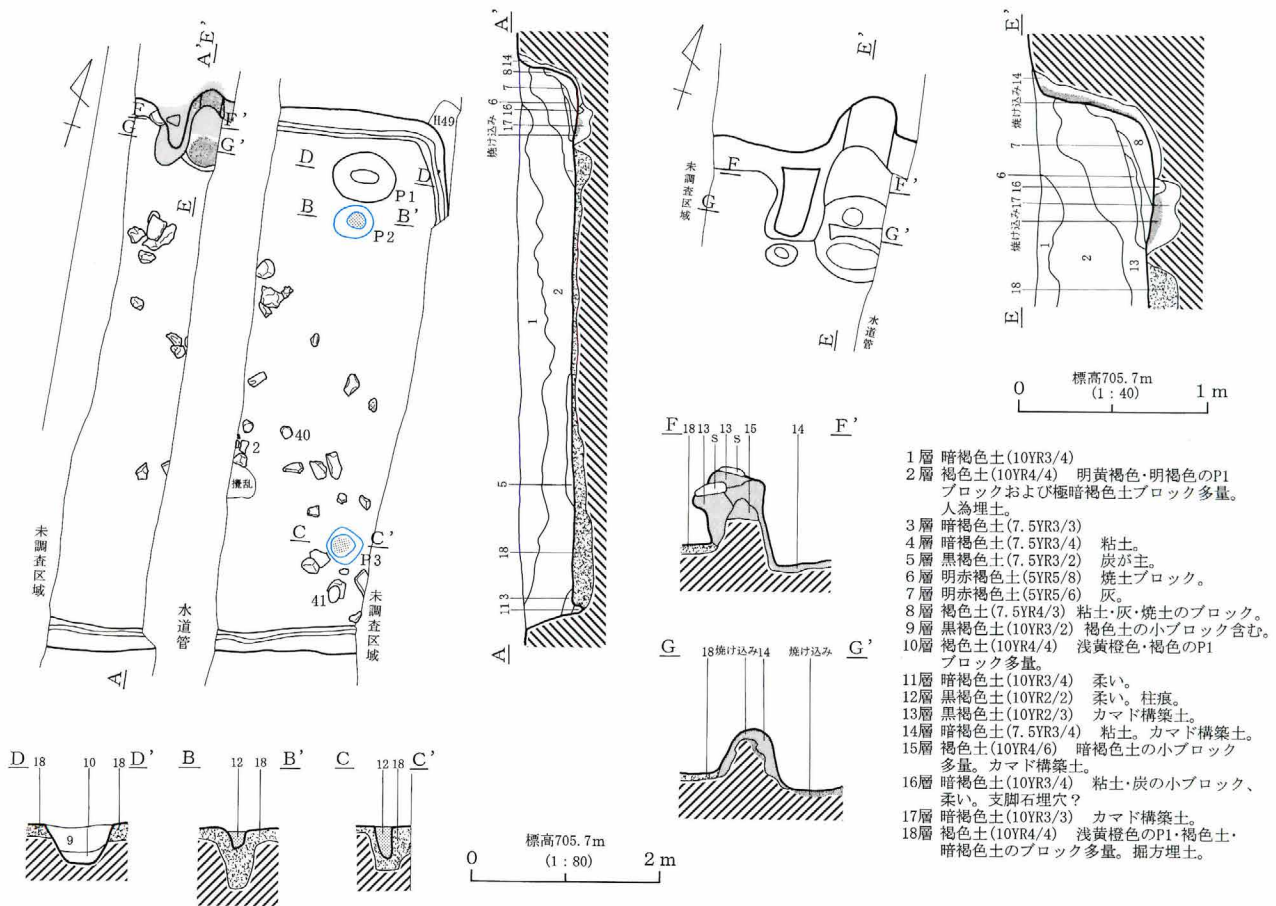 A' E'
F
F'
G
G'
H49
D
D'
P1
B
B'
P2
E
40
2
攪乱
C
C'
P3
41
未調査区域
水道管
未調査区域
A
A'
14
8
7
6
16
17
焼け込み
2
1
5
18
3
11
A
E'
F
F'
G
G'
未調査区域
水道管
E
E'
14
焼け込み
7
8
6
16
17
焼け込み
1
2
13
18
E
標高705.7m
(1:40)
0 1 m
F 18 13 s 13 s 15 14 F'
G 18 焼け込み 14 焼け込み G'
D 18 10 18 D'
9
B 12 18 B'
C 12 18 C'
標高705.7m
(1:80)
0 2 m
1層 暗褐色土(10YR3/4)
2層 褐色土(10YR4/4) 明黄褐色・明褐色のP1
ブロックおよび極暗褐色土ブロック多量。
人為埋土。
3層 暗褐色土(7.5YR3/3)
4層 暗褐色土(7.5YR3/4) 粘土。
5層 黒褐色土(7.5YR3/2) 炭が主。
6層 明赤褐色土(5YR5/8) 焼土ブロック。
7層 明赤褐色土(5YR5/6) 灰。
8層 褐色土(7.5YR4/3) 粘土・灰・焼土のブロック。
9層 黒褐色土(10YR3/2) 褐色土の小ブロック含む。
10層 褐色土(10YR4/4) 浅黄橙色・褐色のP1
ブロック多量。
11層 暗褐色土(10YR3/4) 柔い。
12層 黒褐色土(10YR2/2) 柔い。柱痕。
13層 黒褐色土(10YR2/3) カマド構築土。
14層 暗褐色土(7.5YR3/4) 粘土。カマド構築土。
15層 褐色土(10YR4/6) 暗褐色土の小ブロック
多量。カマド構築土。
16層 暗褐色土(10YR3/4) 粘土・炭の小ブロック、
柔い。支脚石埋穴？
17層 暗褐色土(10YR3/3) カマド構築土。
18層 褐色土(10YR4/4) 浅黄橙色のP1・褐色土・
暗褐色土のブロック多量。掘方埋土。